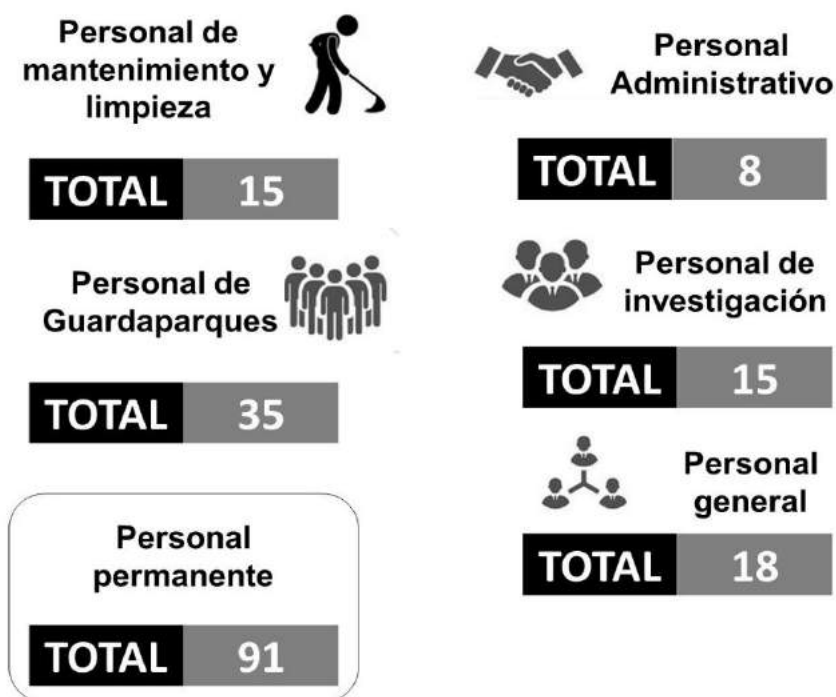 Personal de
mantenimiento y
limpieza
TOTAL 15
Personal
Administrativo
TOTAL 8
Personal de
Guardaparques
TOTAL 35
Personal de
investigación
TOTAL 15
Personal
general
TOTAL 18
Personal
permanente
TOTAL 91